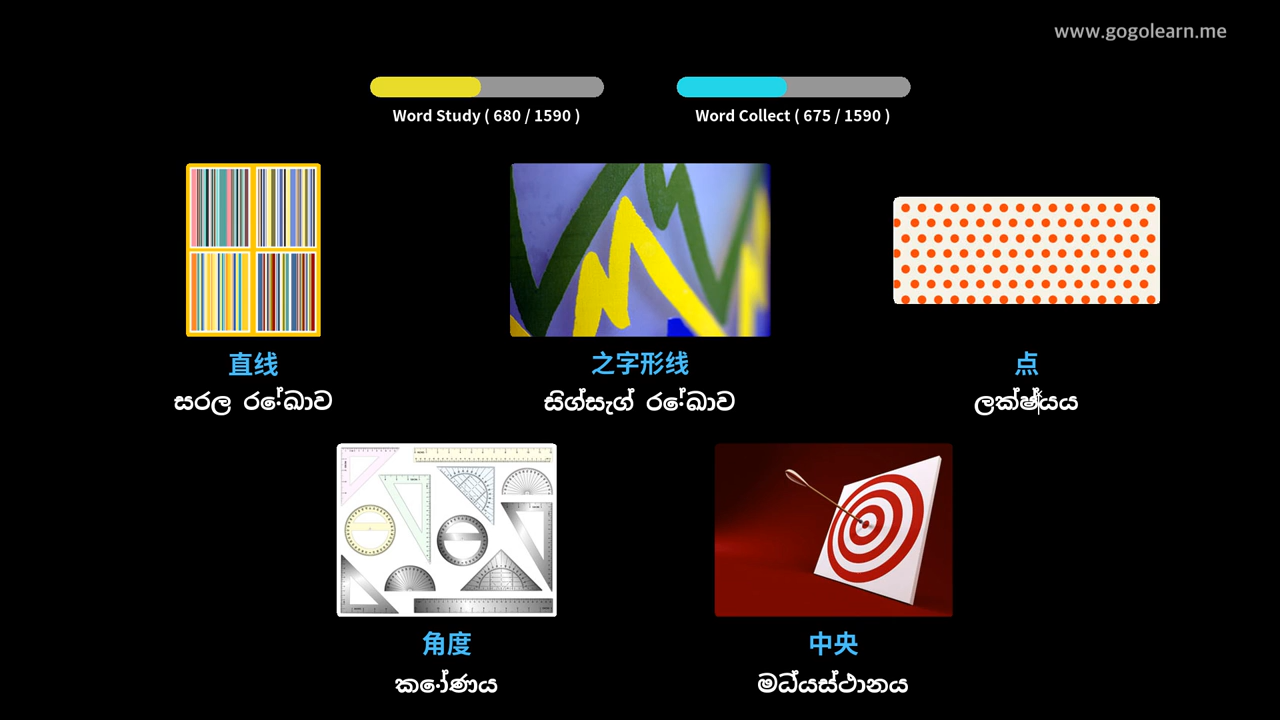 www.gogolearn.me
Word Study ( 680 / 1590 )
Word Collect ( 675 / 1590 )
直线
සරල රේඛාව
之字形线
සිග්සැග් රේඛාව
点
ලක්ෂ්‍යය
角度
කෝණය
中央
මධ්යස්ථානය